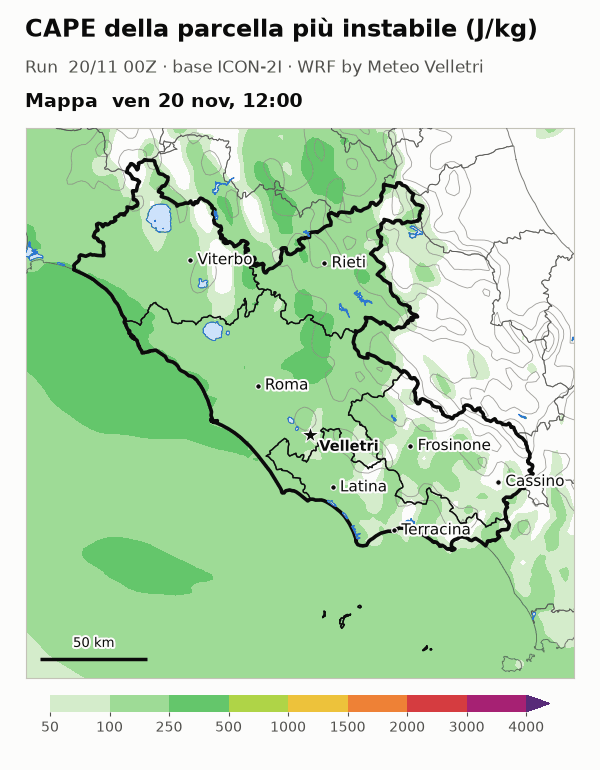 CAPE della parcella più instabile (J/kg)
Run 20/11 00Z · base ICON-2I · WRF by Meteo Velletri
Mappa ven 20 nov, 12:00
Viterbo
Rieti
Roma
Velletri
Frosinone
Cassino
Latina
Terracina
50 km
50 100 250 500 1000 1500 2000 3000 4000